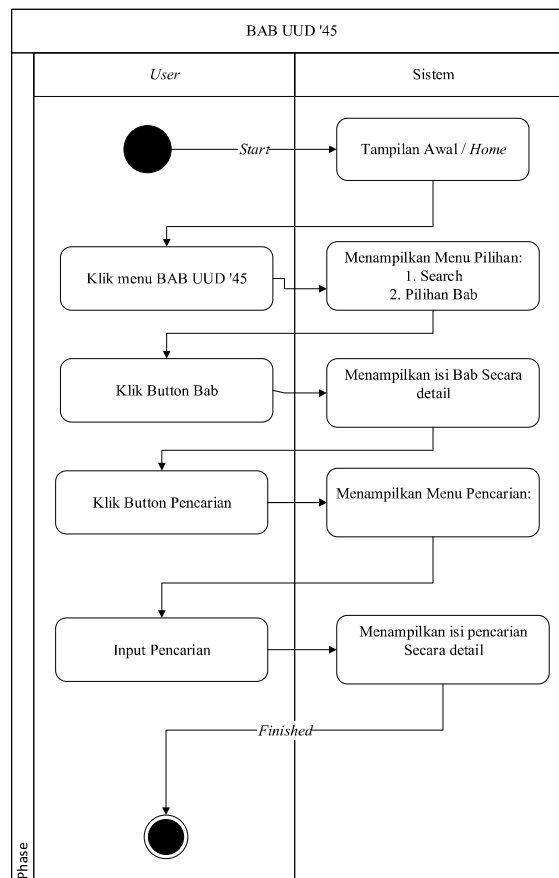 BAB UUD '45
User
Sistem
Start
Tampilan Awal / Home
Klik menu BAB UUD '45
Menampilkan Menu Pilihan:
1. Search
2. Pilihan Bab
Klik Button Bab
Menampilkan isi Bab Secara
detail
Klik Button Pencarian
Menampilkan Menu Pencarian:
Input Pencarian
Menampilkan isi pencarian
Secara detail
Finished
Phase